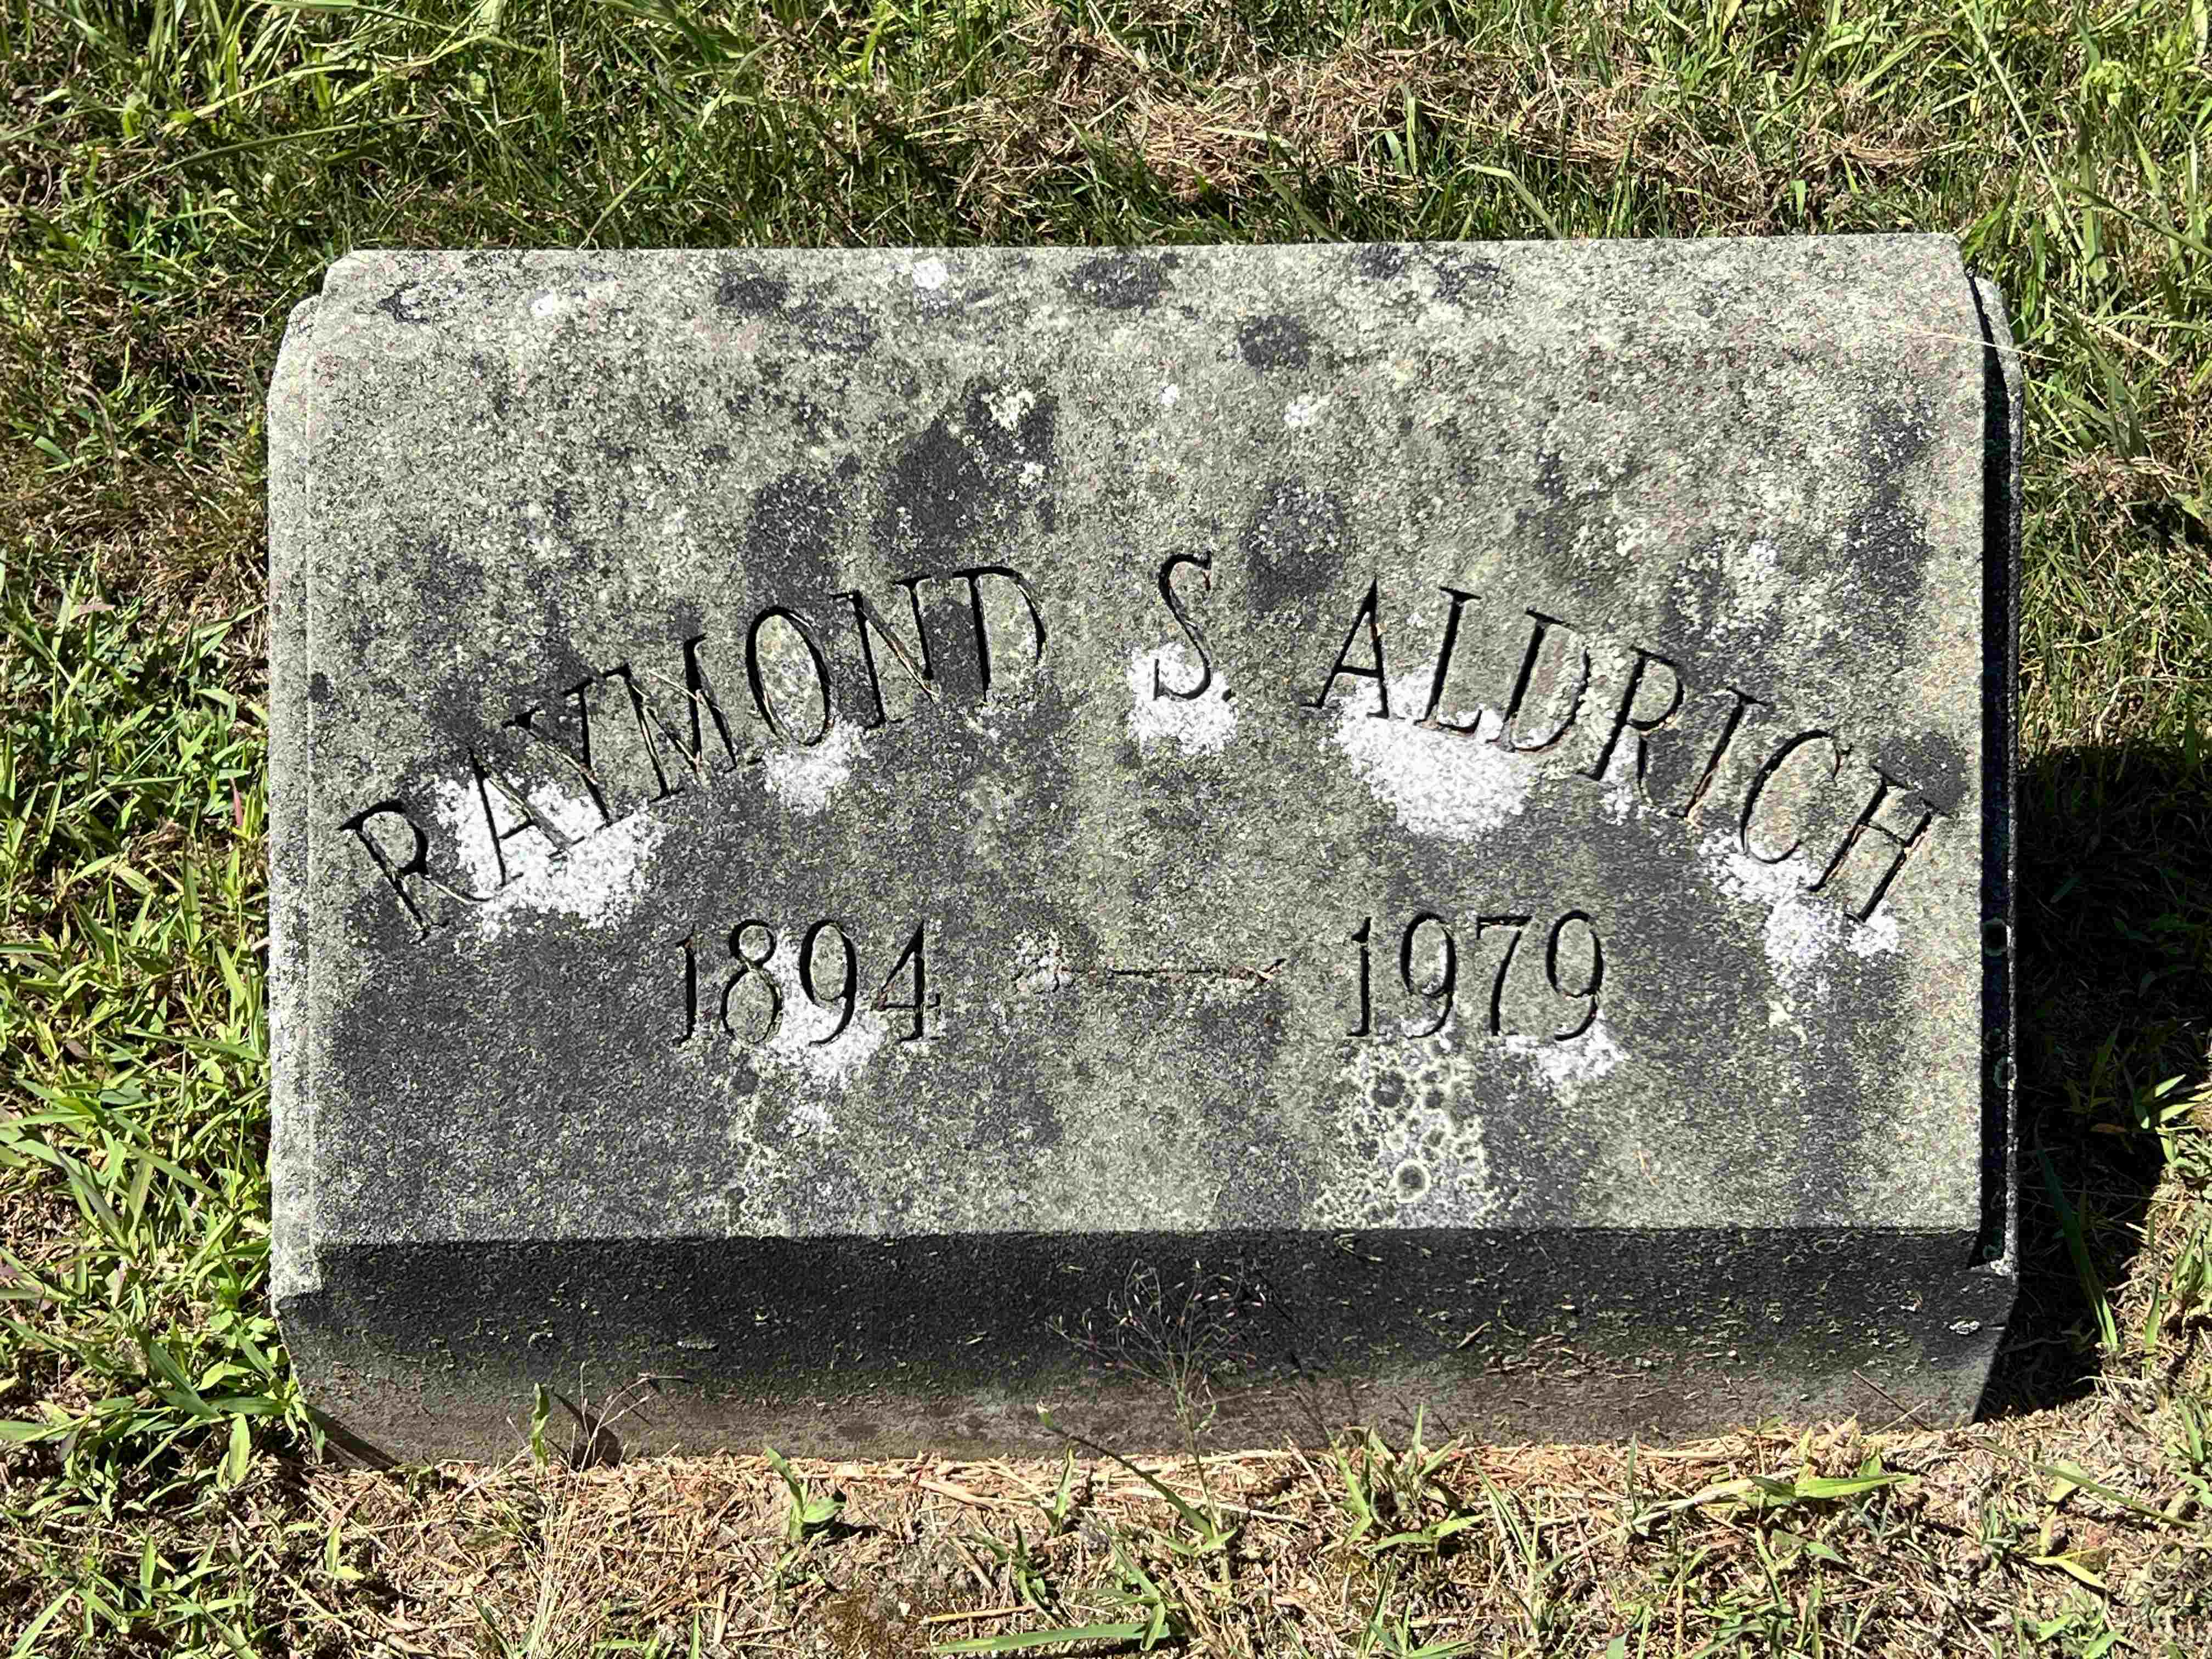 RAYMOND S. ALDRICH
1894 — 1979